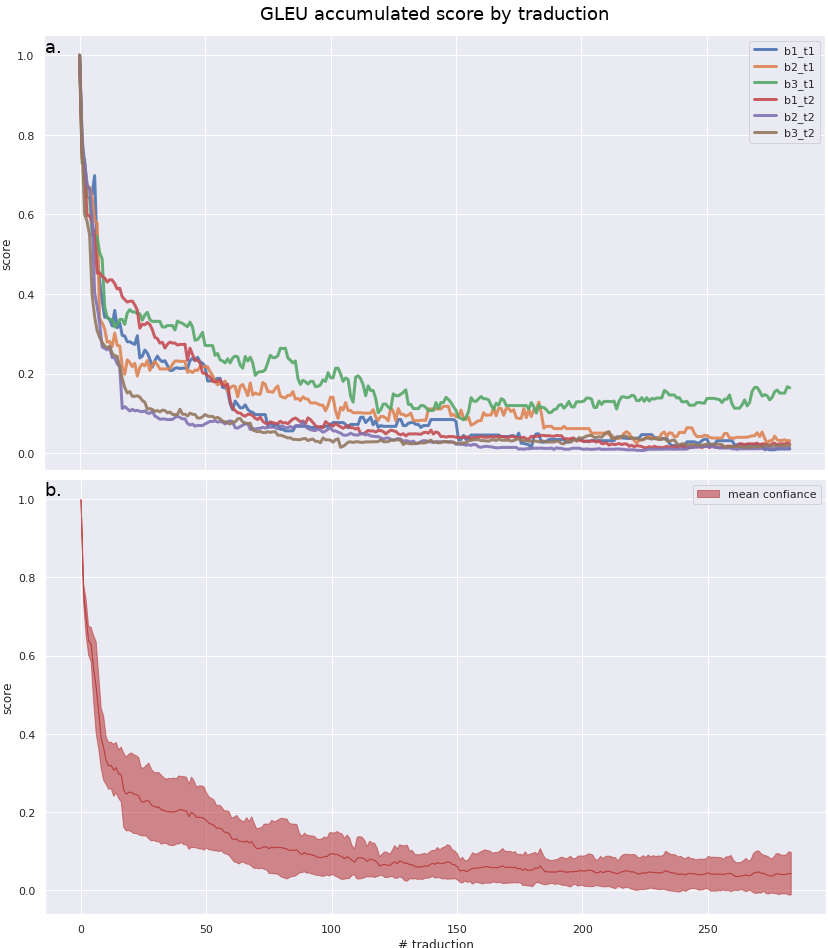 GLEU accumulated score by traduction
a.
1.0
0.8
0.6
0.4
0.2
0.0
score
b1_t1
b2_t1
b3_t1
b1_t2
b2_t2
b3_t2
b.
1.0
0.8
0.6
0.4
0.2
0.0
score
mean confiance
0 50 100 150 200 250
# traduction